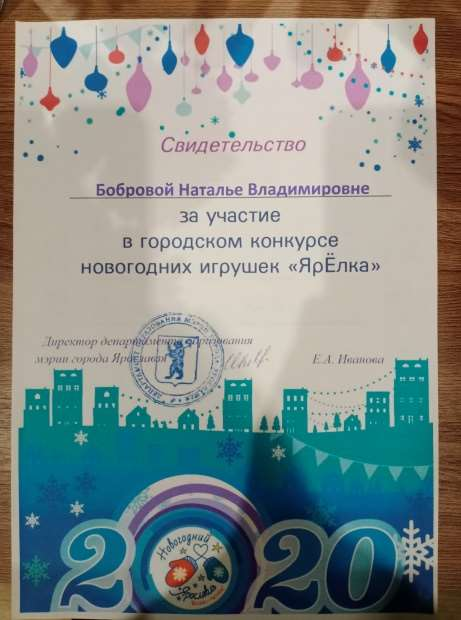 Свидетельство
Бобровой Наталье Владимировне
за участие
в городском конкурсе
новогодних игрушек «ЯрЁлка»
Директор департамента образования
мэрии города Ярославля
Е.А. Иванова
Новогодний
2020